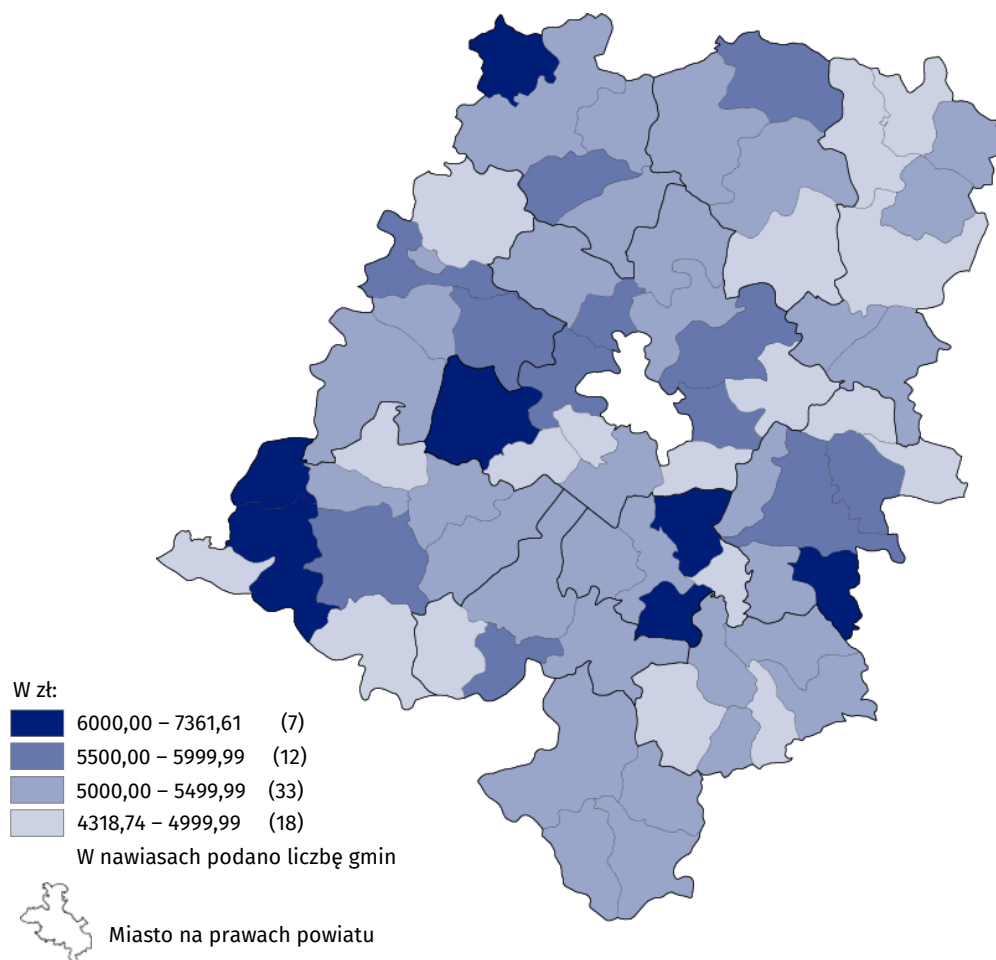 W zł:
6000,00 – 7361,61 (7)
5500,00 – 5999,99 (12)
5000,00 – 5499,99 (33)
4318,74 – 4999,99 (18)
W nawiasach podano liczbę gmin
Miasto na prawach powiatu